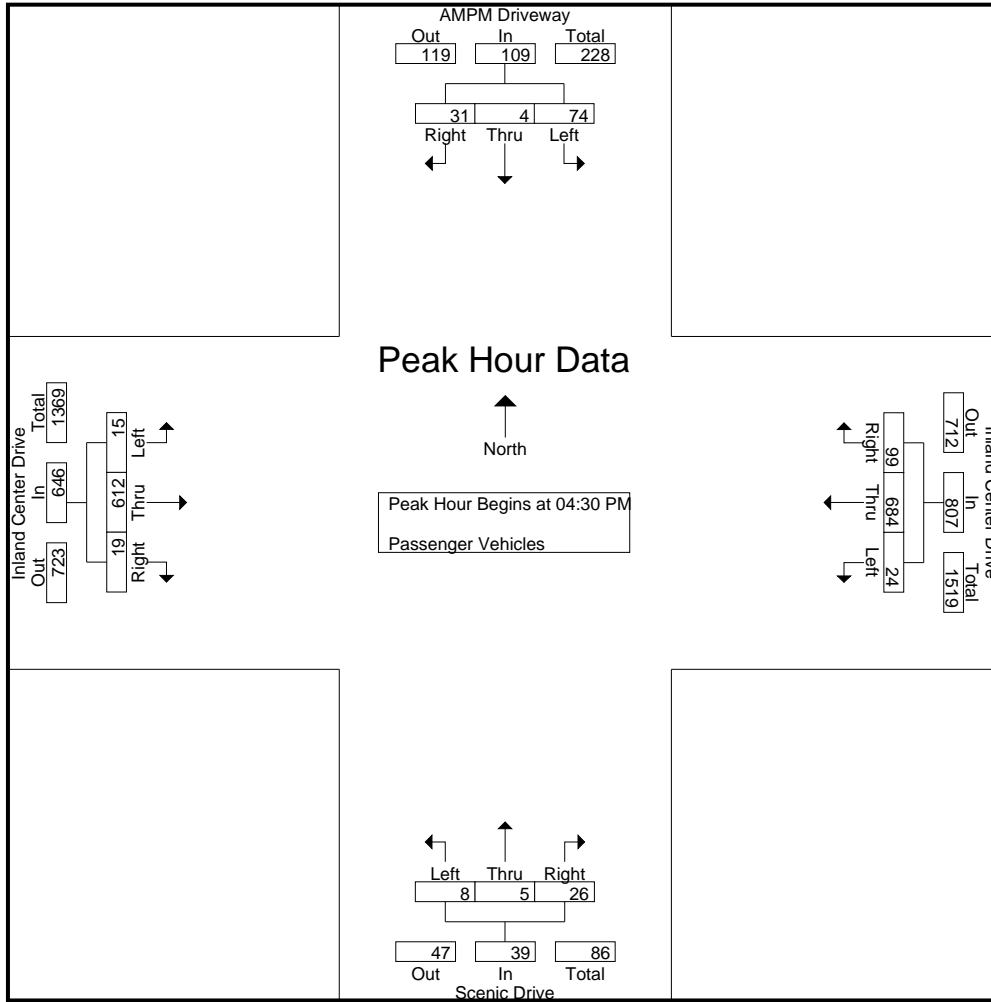 AMPM Driveway
Out In Total
119 109 228
31 4 74
Right Thru Left
Peak Hour Data
North
Peak Hour Begins at 04:30 PM
Passenger Vehicles
Inland Center Drive
Total In Out
1369 646 723
15 612 19
Left Thru Right
Inland Center Drive
Out In Total
712 807 1519
99 684 24
Right Thru Left
Left Thru Right
8 5 26
47 39 86
Out In Total
Scenic Drive